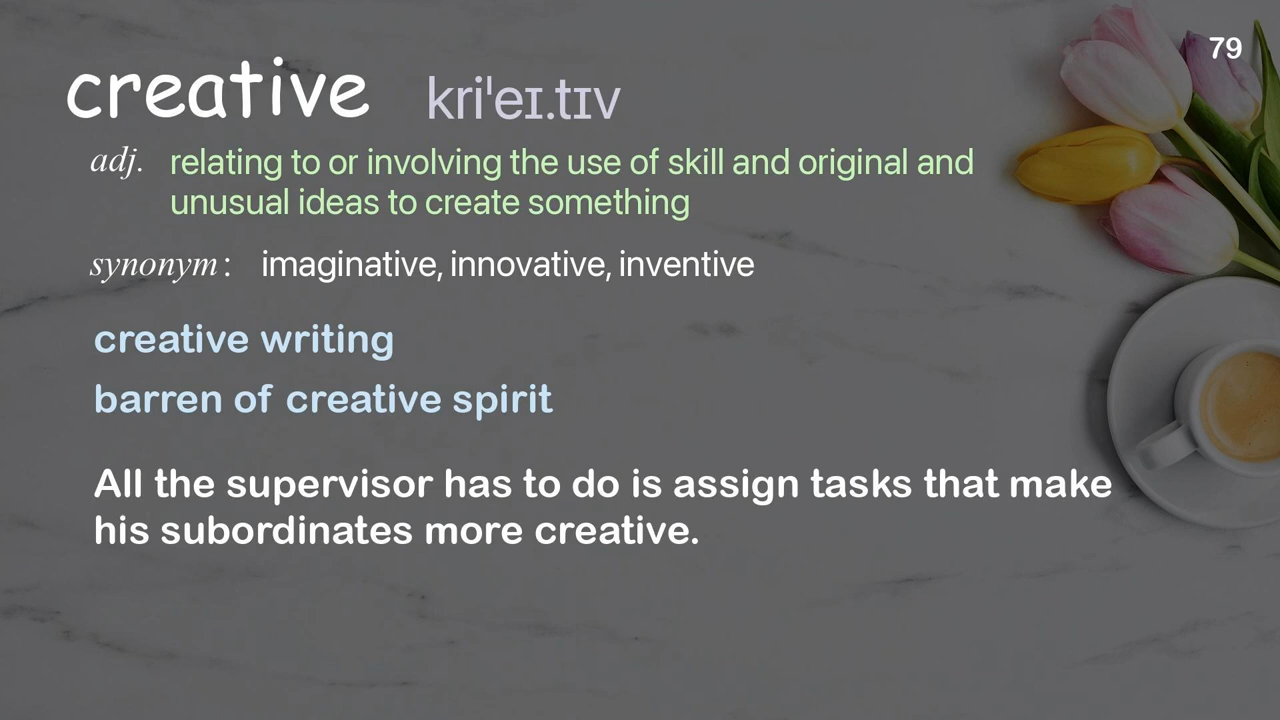 79
creative kriˈeɪ.tɪv
adj. relating to or involving the use of skill and original and
unusual ideas to create something
synonym : imaginative, innovative, inventive
creative writing
barren of creative spirit
All the supervisor has to do is assign tasks that make
his subordinates more creative.